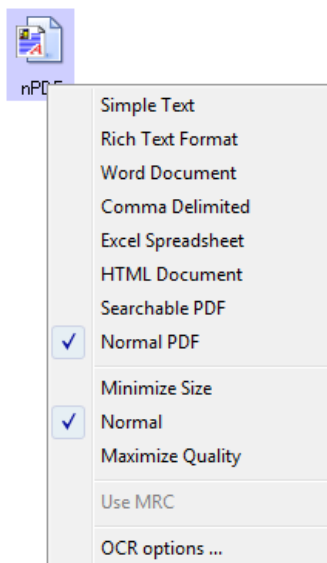 nPDF
Simple Text
Rich Text Format
Word Document
Comma Delimited
Excel Spreadsheet
HTML Document
Searchable PDF
Normal PDF
Minimize Size
Normal
Maximize Quality
Use MRC
OCR options ...